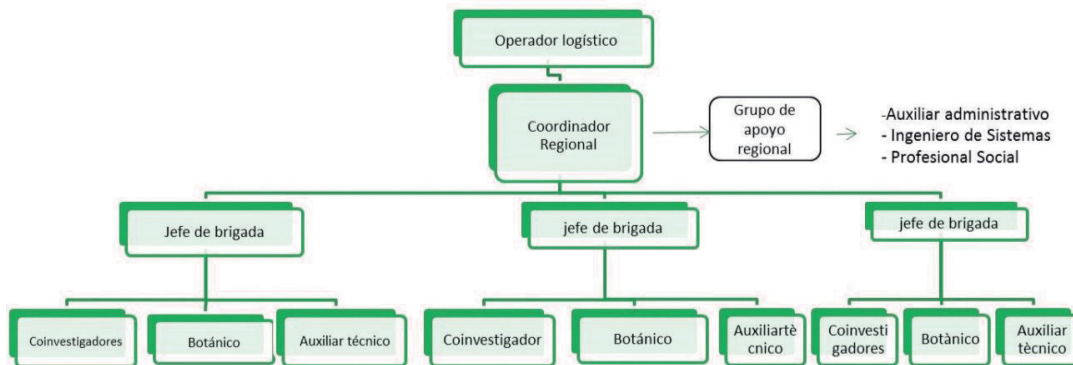 Operador logístico
Coordinador
Regional
Grupo de
apoyo
regional
-Auxiliar administrativo
- Ingeniero de Sistemas
- Profesional Social
Jefe de brigada
jefe de brigada
jefe de brigada
Coinvestigadores
Botánico
Auxiliar técnico
Coinvestigador
Botánico
Auxiliartè
cnico
Coinvesti
gadores
Botànico
Auxiliar
tècnico